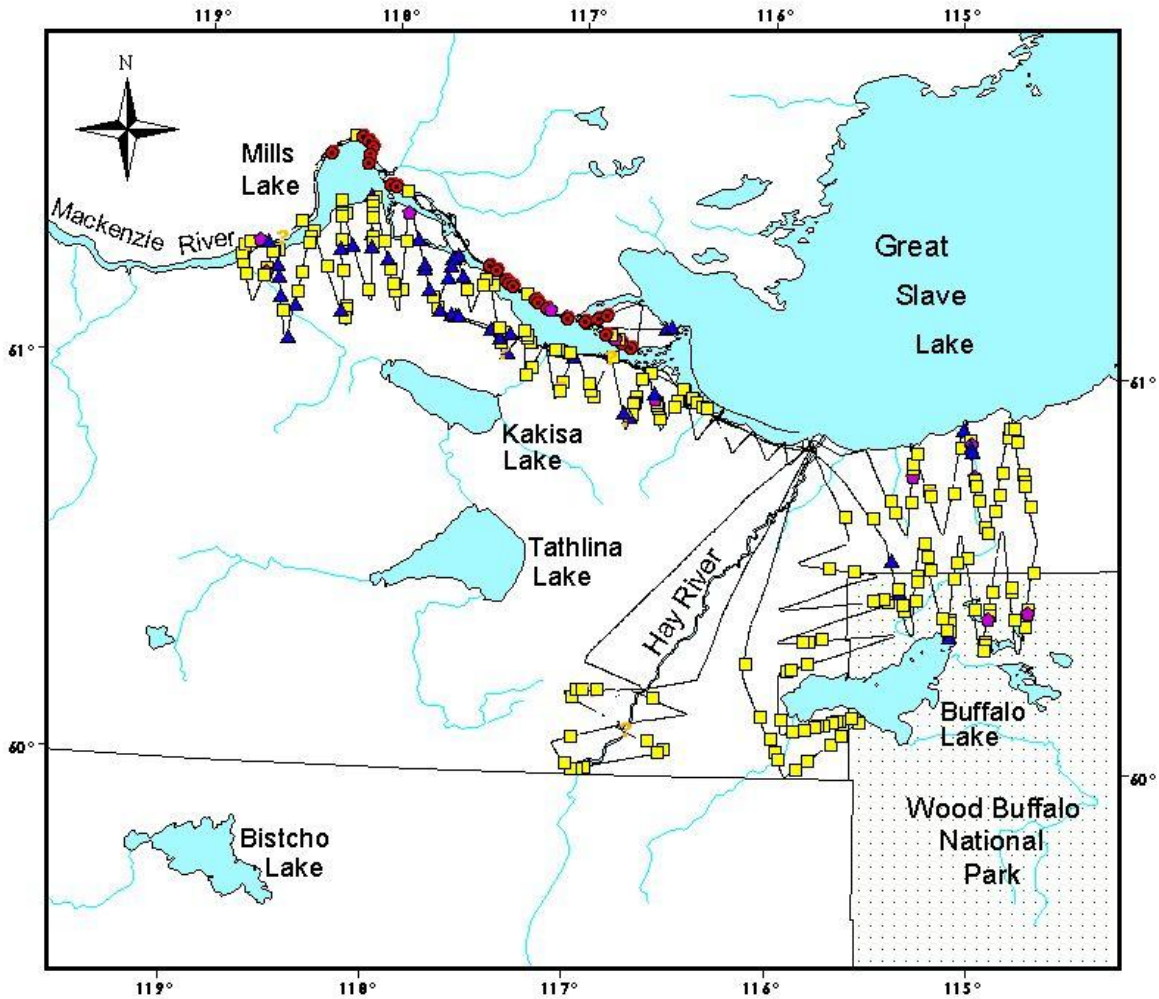 119° 118° 117° 116° 115°
N
Mills
Lake
Mackenzie River
?
Great
Slave
Lake
61°
61°
?
?
?
Kakisa
Lake
Tathlina
Lake
Hay River
?
Buffalo
Lake
60°
60°
Wood Buffalo
National
Park
Bistcho
Lake
119° 118° 117° 116° 115°